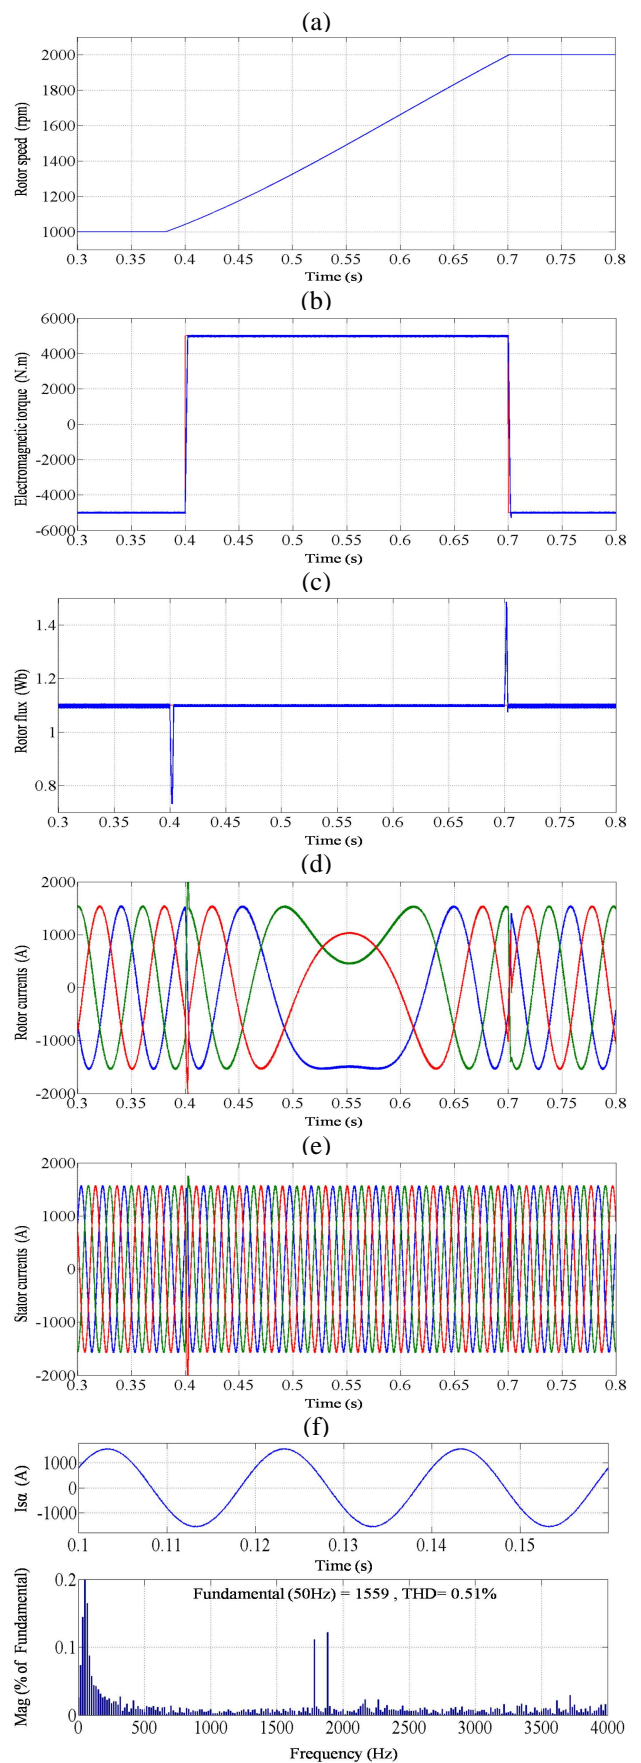 (a)
2000
1800
1600
1400
1200
1000
Rotor speed (rpm)
0.3 0.35 0.4 0.45 0.5 0.55 0.6 0.65 0.7 0.75 0.8
Time (s)
(b)
6000
4000
2000
0
-2000
-4000
-6000
Electromagnetic torque (N.m)
0.3 0.35 0.4 0.45 0.5 0.55 0.6 0.65 0.7 0.75 0.8
Time (s)
(c)
1.4
1.2
1
0.8
Rotor flux (Wb)
0.3 0.35 0.4 0.45 0.5 0.55 0.6 0.65 0.7 0.75 0.8
Time (s)
(d)
2000
1000
0
-1000
-2000
Rotor currents (A)
0.3 0.35 0.4 0.45 0.5 0.55 0.6 0.65 0.7 0.75 0.8
Time (s)
(e)
2000
1000
0
-1000
-2000
Stator currents (A)
0.3 0.35 0.4 0.45 0.5 0.55 0.6 0.65 0.7 0.75 0.8
Time (s)
(f)
1000
0
-1000
Isα (A)
0.1 0.11 0.12 0.13 0.14 0.15
Time (s)
0.2
0.1
0
Mag (% of Fundamental)
Fundamental (50Hz) = 1559 , THD= 0.51%
0 500 1000 1500 2000 2500 3000 3500 4000
Frequency (Hz)